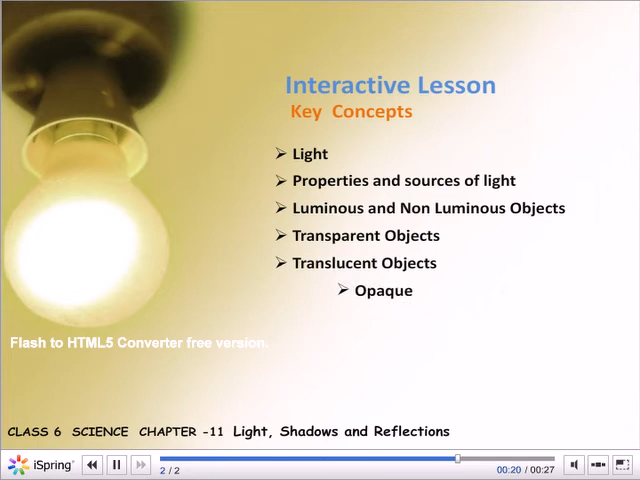 Interactive Lesson
Key Concepts
➢ Light
➢ Properties and sources of light
➢ Luminous and Non Luminous Objects
➢ Transparent Objects
➢ Translucent Objects
➢ Opaque
Flash to HTML5 Converter free version.
CLASS 6 SCIENCE CHAPTER -11 Light, Shadows and Reflections
iSpring
2 / 2
00:20 / 00:27